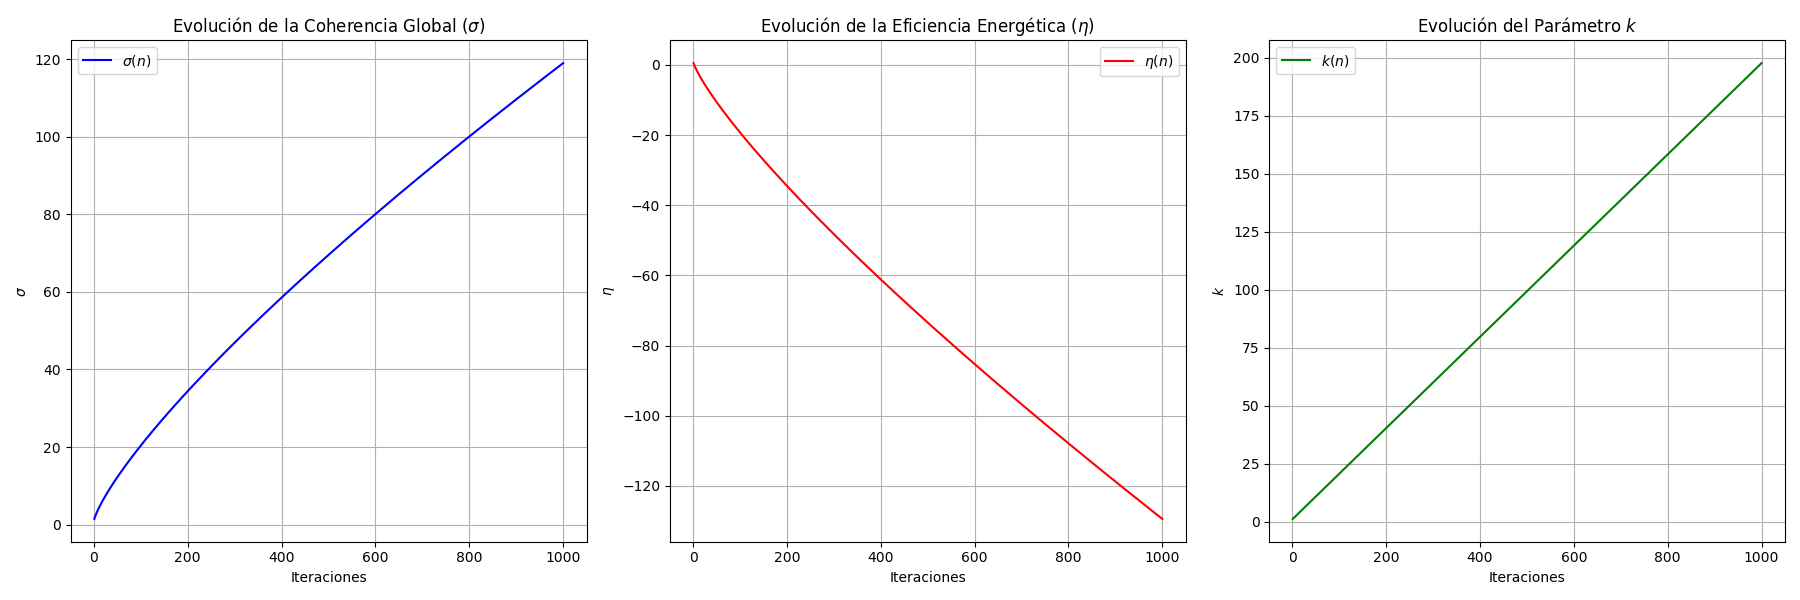 Evolución de la Coherencia Global (σ)
σ(n)
120
100
80
60
40
20
0
σ
0 200 400 600 800 1000
Iteraciones
Evolución de la Eficiencia Energética (η)
η(n)
0
−20
−40
−60
−80
−100
−120
η
0 200 400 600 800 1000
Iteraciones
Evolución del Parámetro k
k(n)
200
175
150
125
100
75
50
25
0
k
0 200 400 600 800 1000
Iteraciones